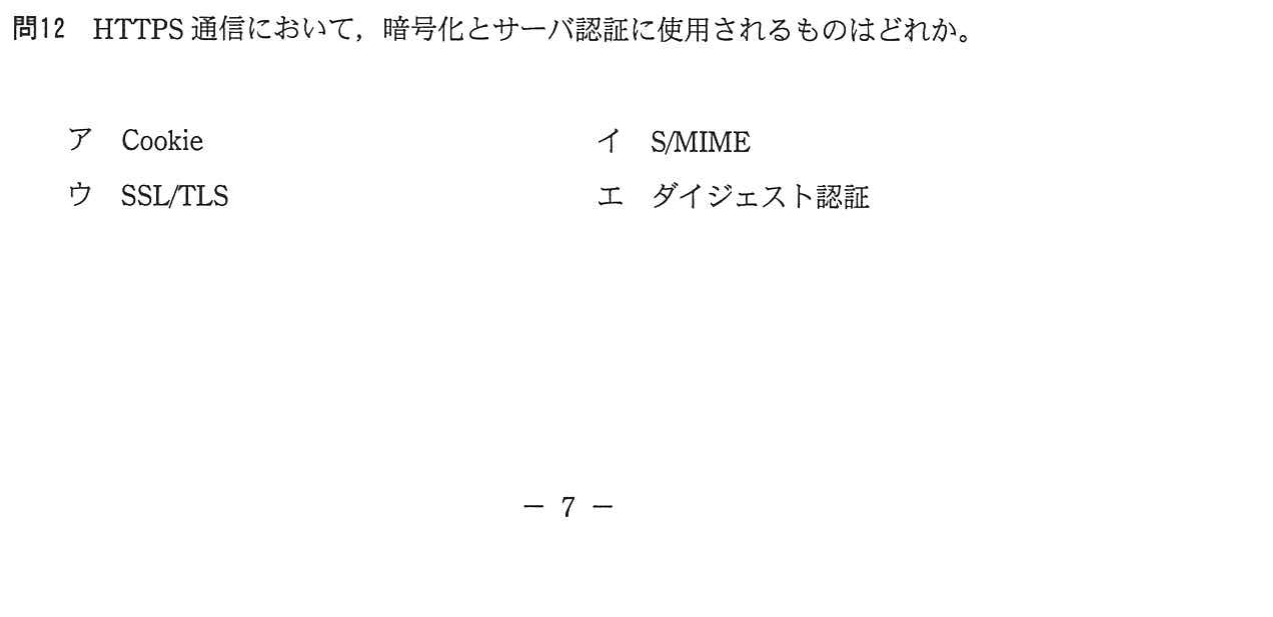 問12 HTTPS 通信において，暗号化とサーバ認証に使用されるものはどれか。
ア Cookie イ S/MIME
ウ SSL/TLS エ ダイジェスト認証
－ 7 －